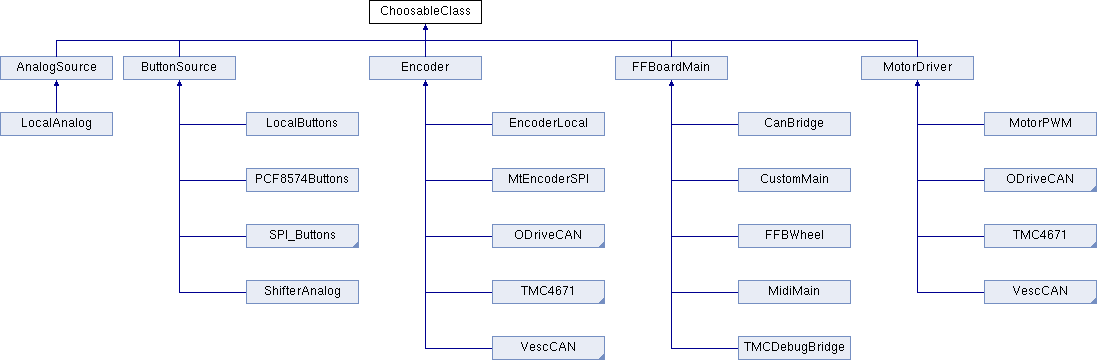 ChoosableClass
AnalogSource
ButtonSource
Encoder
FFBoardMain
MotorDriver
LocalAnalog
LocalButtons
EncoderLocal
CanBridge
MotorPWM
PCF8574Buttons
MtEncoderSPI
CustomMain
ODriveCAN
SPI_Buttons
ODriveCAN
FFBWheel
TMC4671
ShifterAnalog
TMC4671
MidiMain
VescCAN
VescCAN
TMCDebugBridge